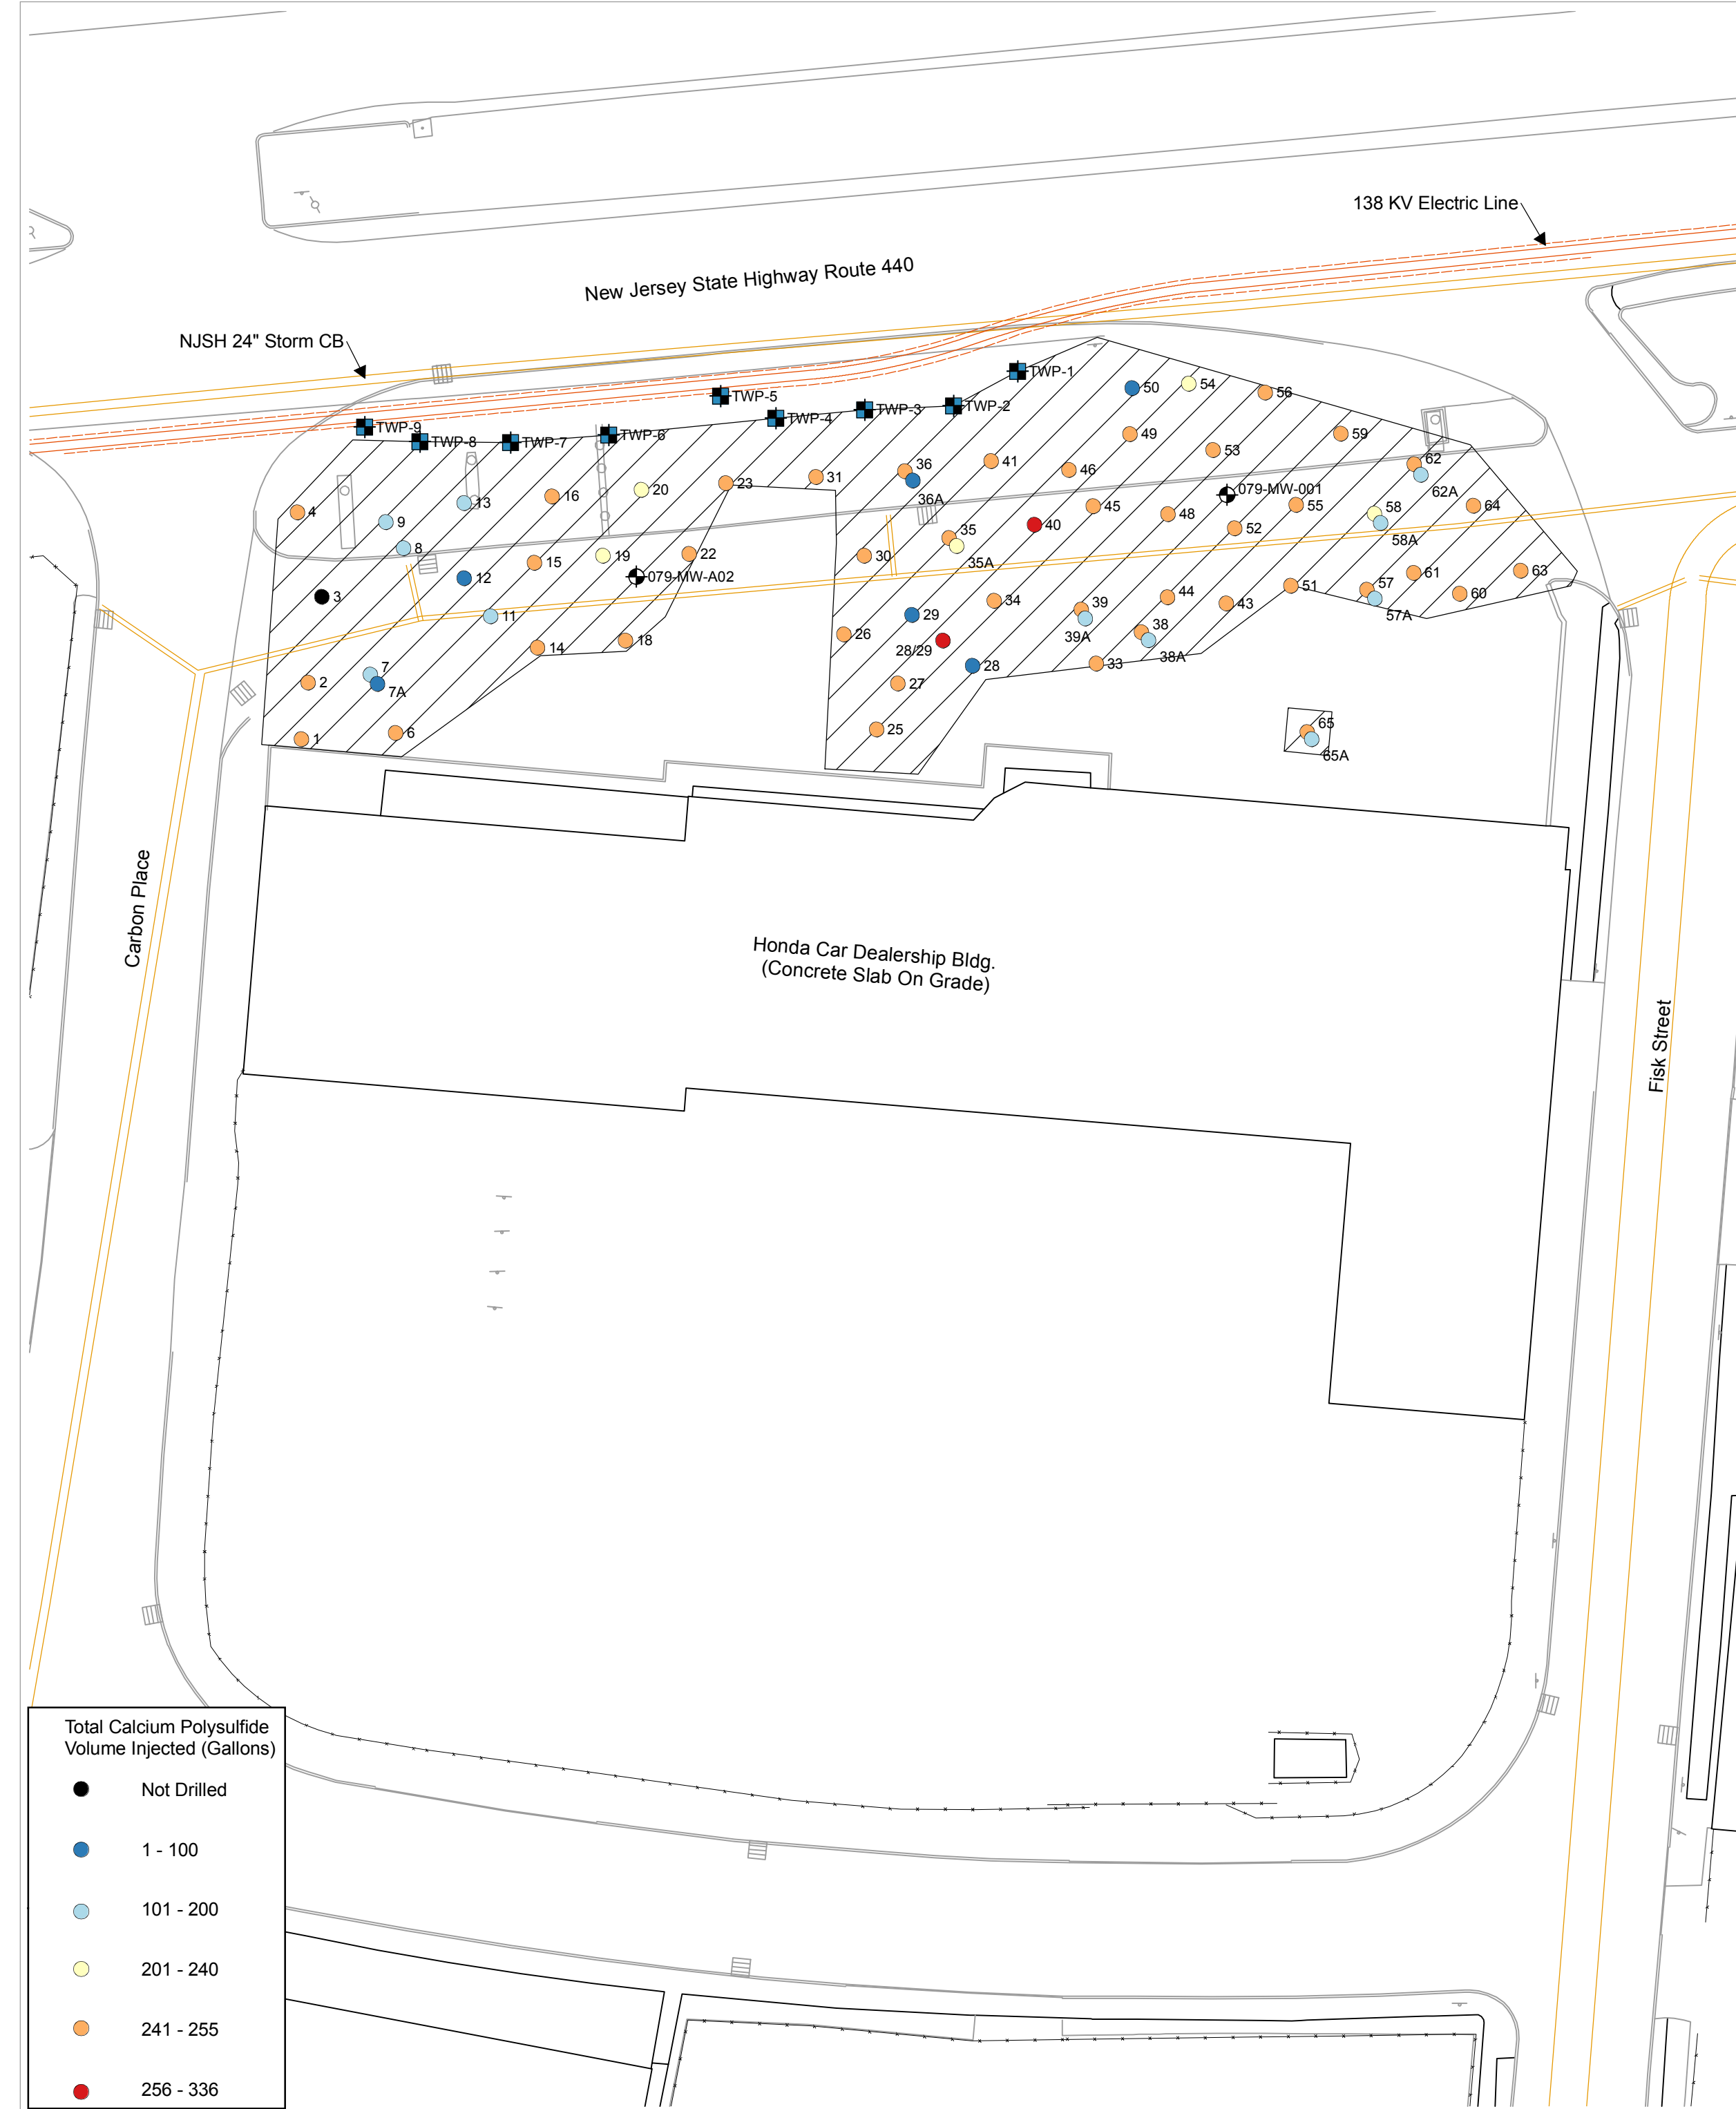 138 KV Electric Line
New Jersey State Highway Route 440
NJSH 24" Storm CB
TWP-1
TWP-5
TWP-2
TWP-3
TWP-4
TWP-9
TWP-8
TWP-7
TWP-6
50
54
56
49
59
53
36
41
46
62
36A
62A
31
23
20
16
13
4
9
079-MW-001
55
64
45
48
58
58A
40
52
35
35A
8
15
19
22
30
12
079-MW-A02
3
11
34
39
39A
44
43
51
57
57A
61
60
63
29
28/29
26
38
38A
14
18
33
28
7
7A
2
27
25
6
1
65
65A
Carbon Place
Honda Car Dealership Bldg.
(Concrete Slab On Grade)
Fisk Street
Total Calcium Polysulfide
Volume Injected (Gallons)
Not Drilled
1 - 100
101 - 200
201 - 240
241 - 255
256 - 336